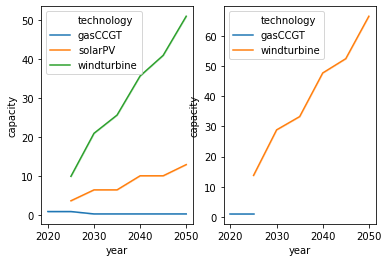 technology
gasCCGT
solarPV
windturbine
50
40
30
20
10
0
capacity
2020
2030
2040
2050
year
technology
gasCCGT
windturbine
60
50
40
30
20
10
0
capacity
2020
2030
2040
2050
year